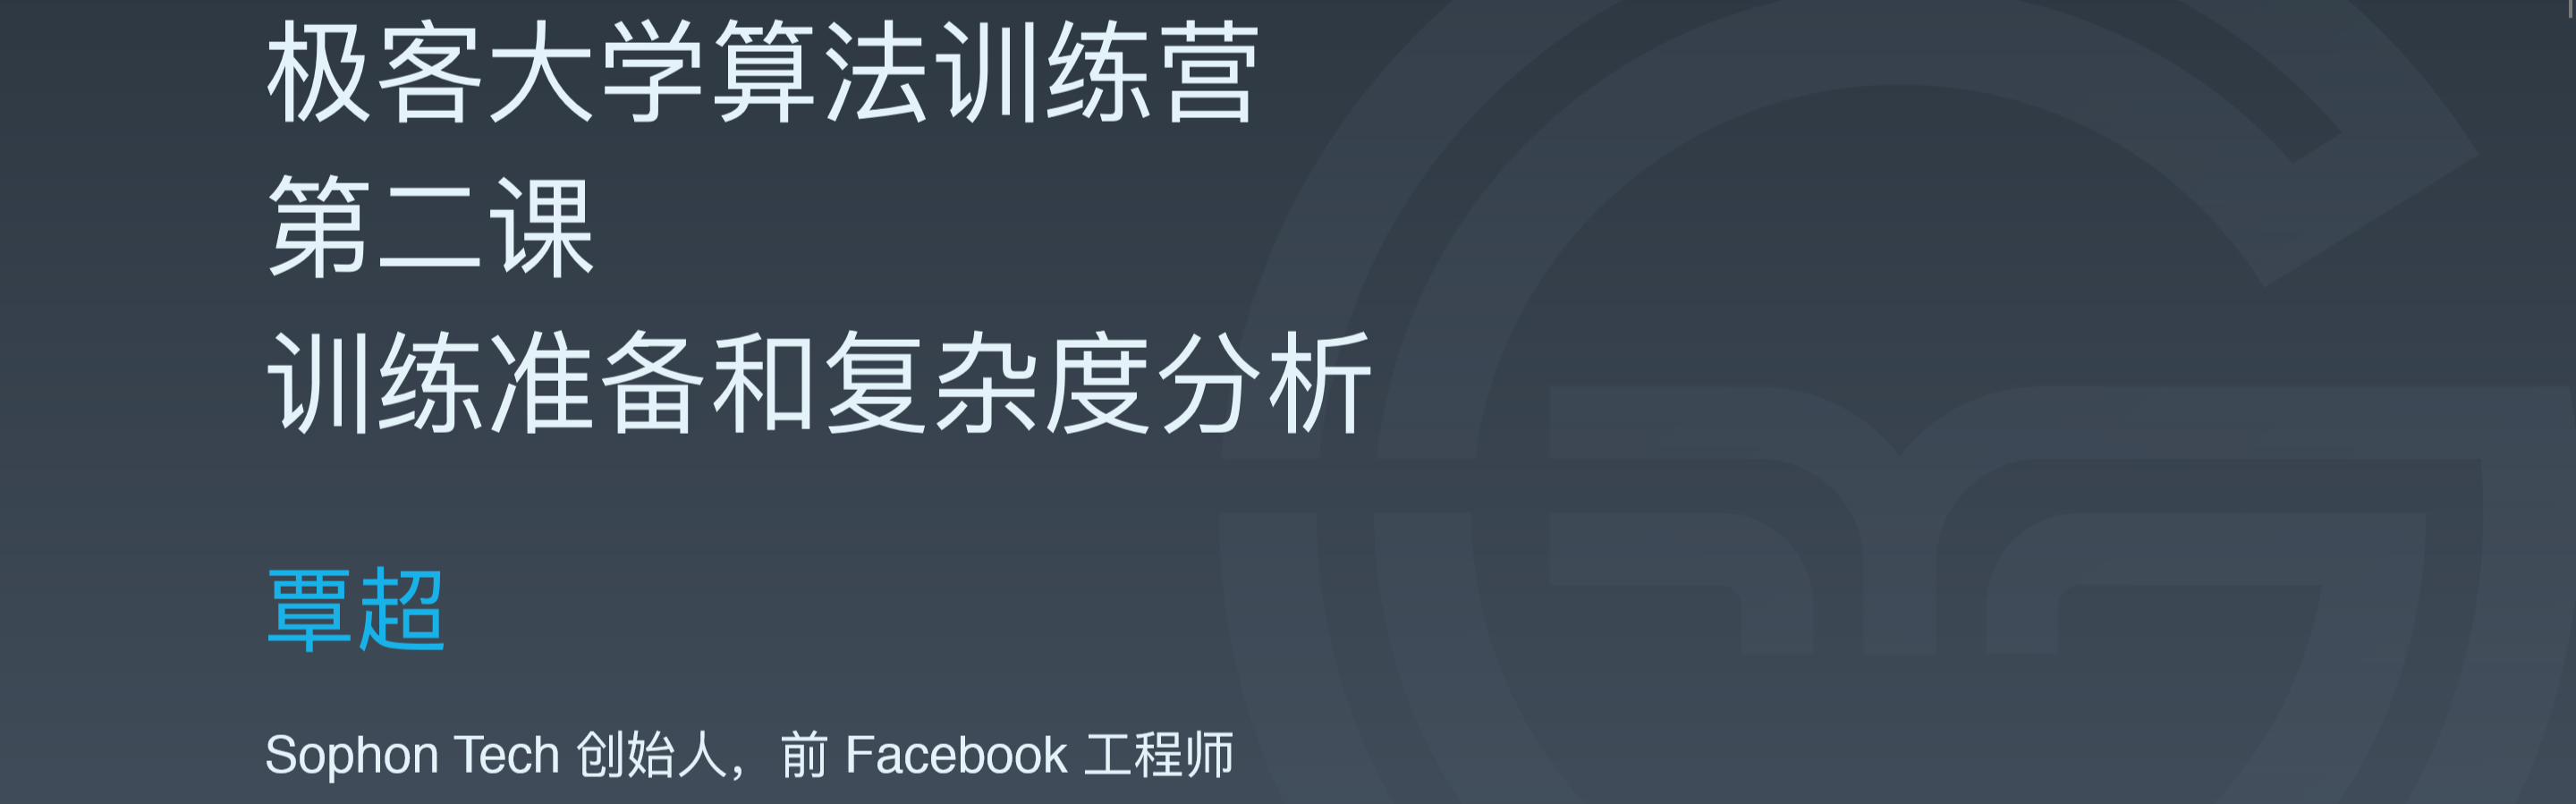 极客大学算法训练营
第二课
训练准备和复杂度分析
覃超
Sophon Tech 创始人， 前 Facebook 工程师